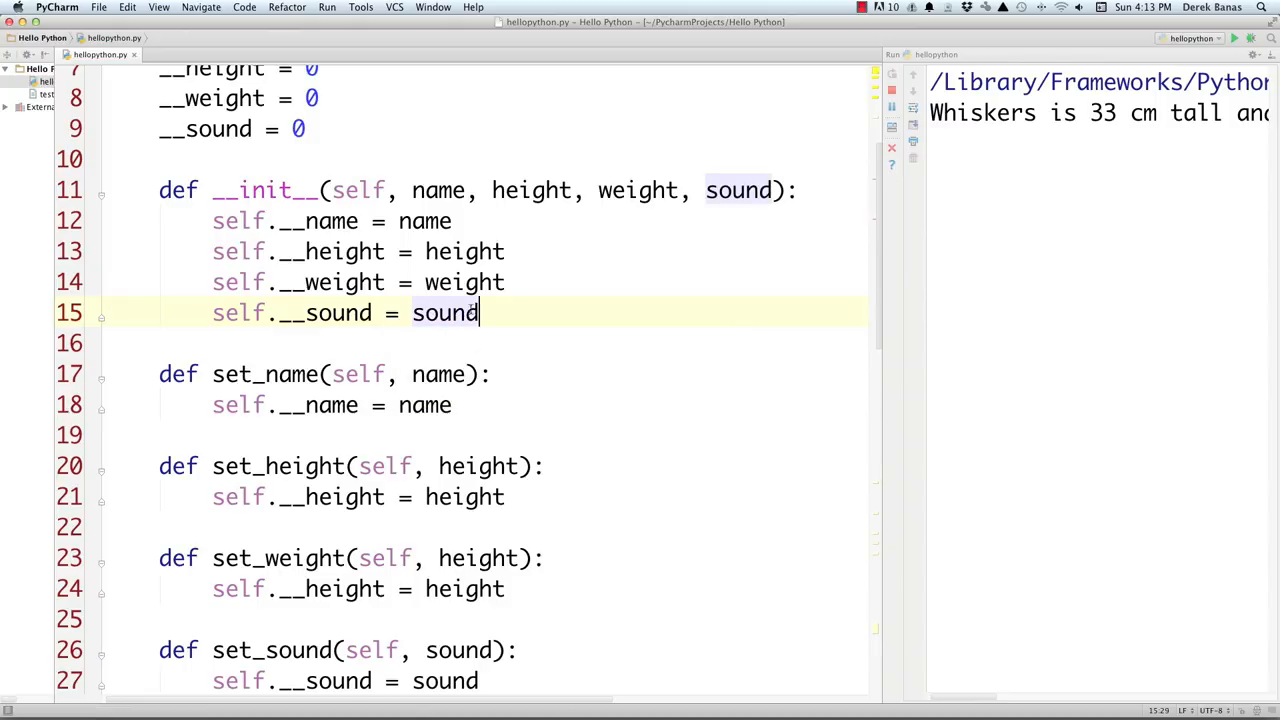 PyCharm File Edit View Navigate Code Refactor Run Tools VCS Window Help 10 Sun 4:13 PM Derek Banas
hellopython.py – Hello Python – [~/PycharmProjects/Hello Python]
Hello Python hellopython.py hellopython
hellopython.py Run hellopython
Hello P
hello
test
Externa
7 __height = 0
8 __weight = 0
9 __sound = 0
10
11 def __init__(self, name, height, weight, sound):
12 self.__name = name
13 self.__height = height
14 self.__weight = weight
15 self.__sound = sound
16
17 def set_name(self, name):
18 self.__name = name
19
20 def set_height(self, height):
21 self.__height = height
22
23 def set_weight(self, height):
24 self.__height = height
25
26 def set_sound(self, sound):
27 self.__sound = sound
/Library/Frameworks/Python
Whiskers is 33 cm tall and
15:29 LF UTF-8